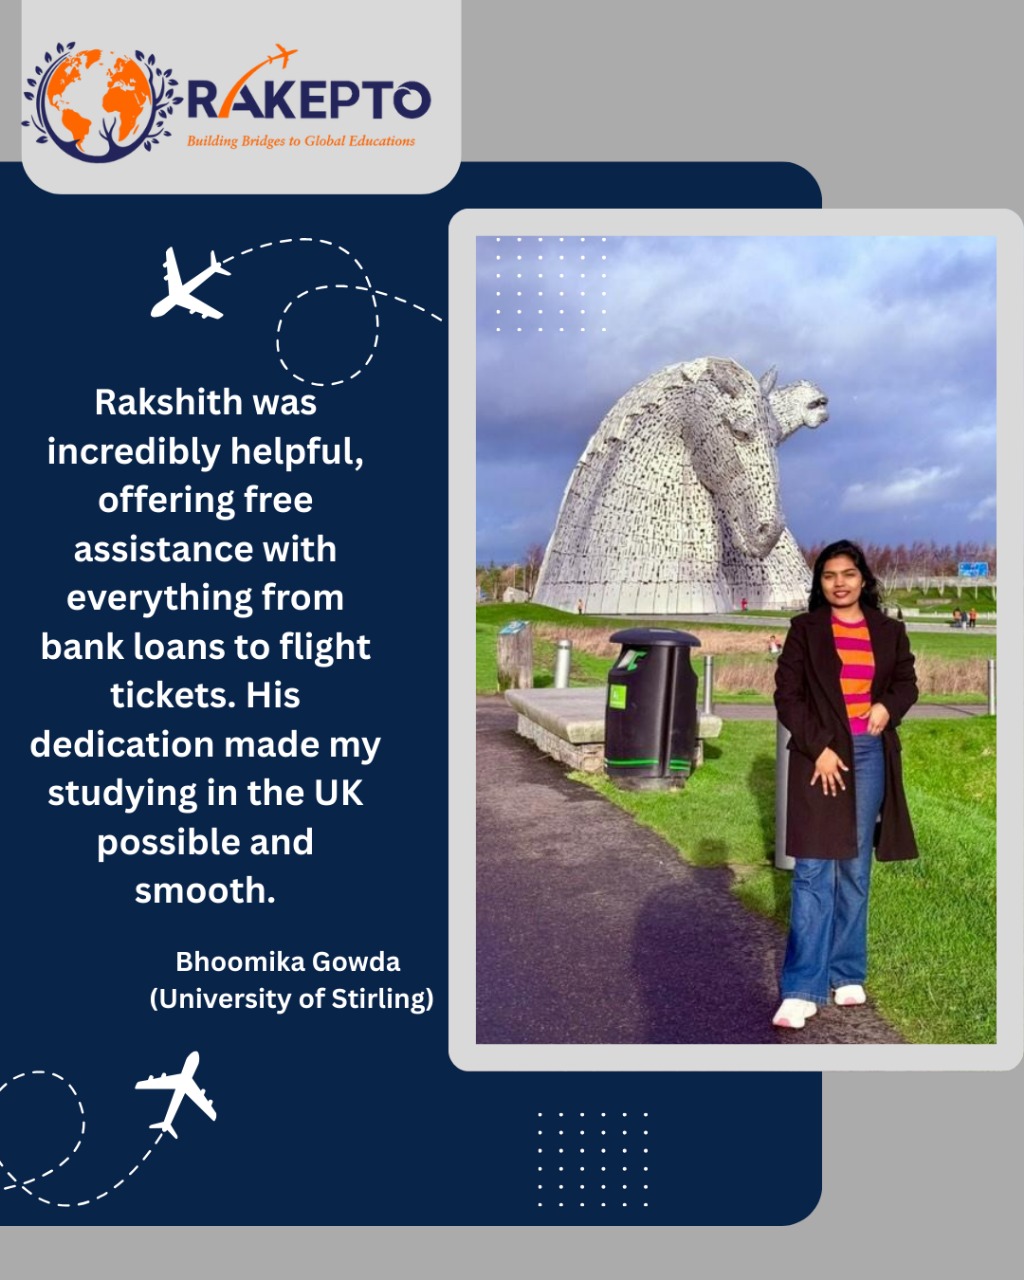 RAKEPTO
Building Bridges to Global Educations
Rakshith was
incredibly helpful,
offering free
assistance with
everything from
bank loans to flight
tickets. His
dedication made my
studying in the UK
possible and
smooth.
Bhoomika Gowda
(University of Stirling)